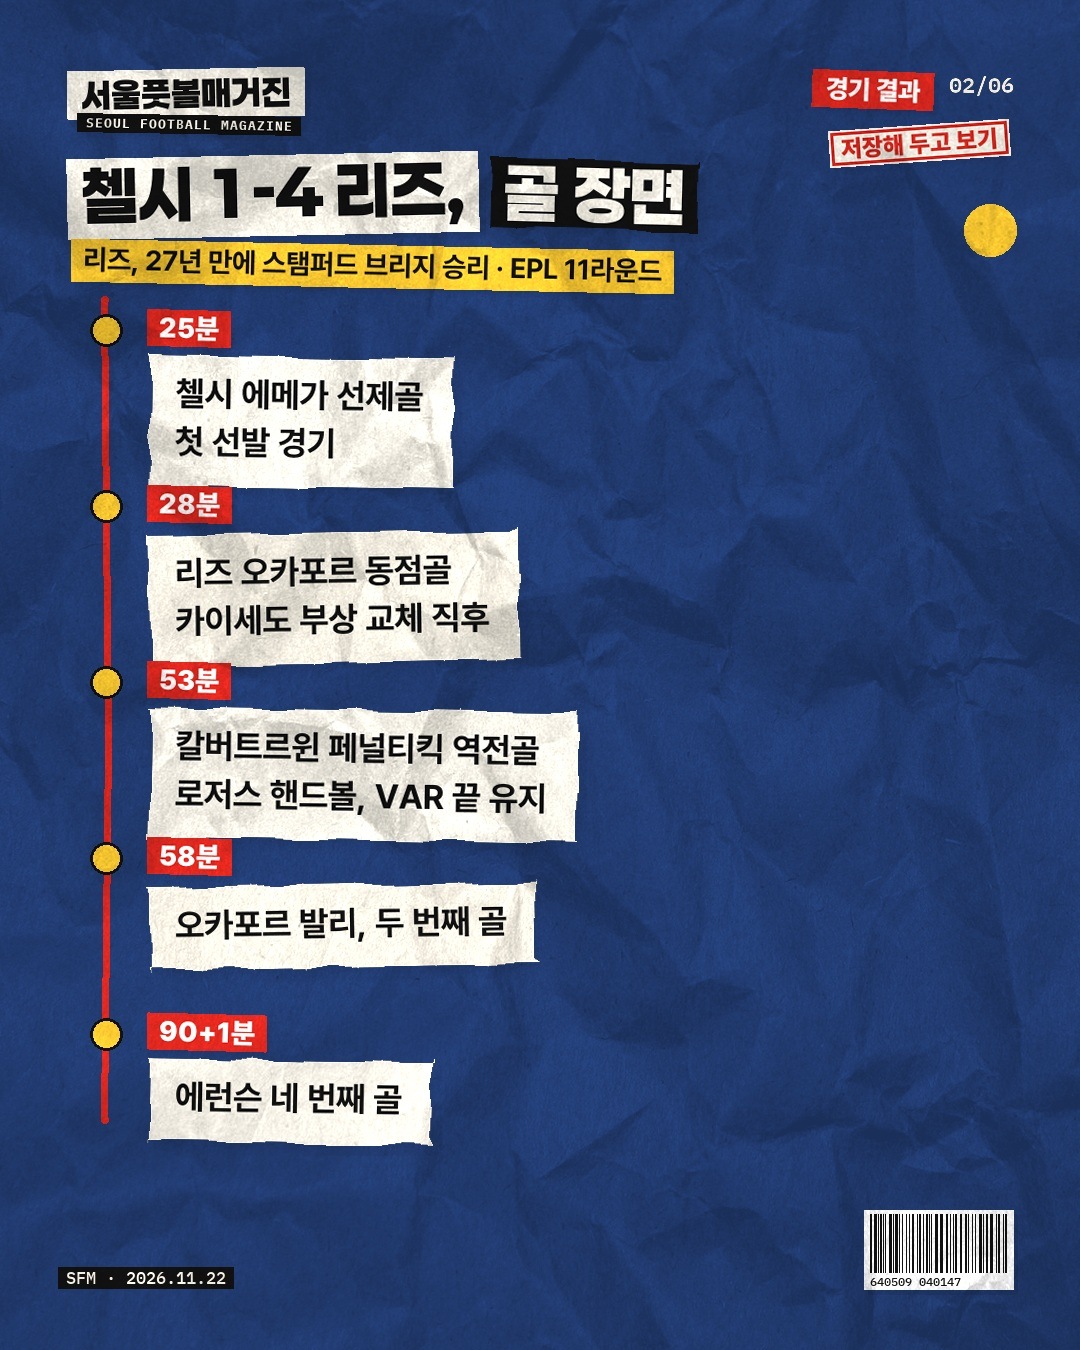 서울풋볼매거진
SEOUL FOOTBALL MAGAZINE
경기 결과 02/06
저장해 두고 보기
첼시 1-4 리즈, 골 장면
리즈, 27년 만에 스탬퍼드 브리지 승리 · EPL 11라운드
25분
첼시 에메가 선제골
첫 선발 경기
28분
리즈 오카포르 동점골
카이세도 부상 교체 직후
53분
칼버트르윈 페널티킥 역전골
로저스 핸드볼, VAR 끝 유지
58분
오카포르 발리, 두 번째 골
90+1분
에런슨 네 번째 골
SFM · 2026.11.22
640509 040147